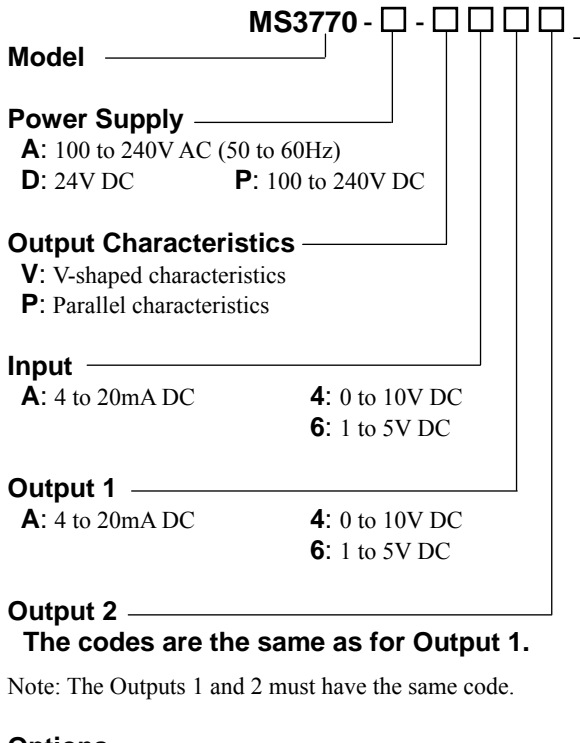 MS3770 - □ - □ □ □ □
Model
Power Supply
A: 100 to 240V AC (50 to 60Hz)
D: 24V DC P: 100 to 240V DC
Output Characteristics
V: V-shaped characteristics
P: Parallel characteristics
Input
A: 4 to 20mA DC 4: 0 to 10V DC
6: 1 to 5V DC
Output 1
A: 4 to 20mA DC 4: 0 to 10V DC
6: 1 to 5V DC
Output 2
The codes are the same as for Output 1.
Note: The Outputs 1 and 2 must have the same code.
Options